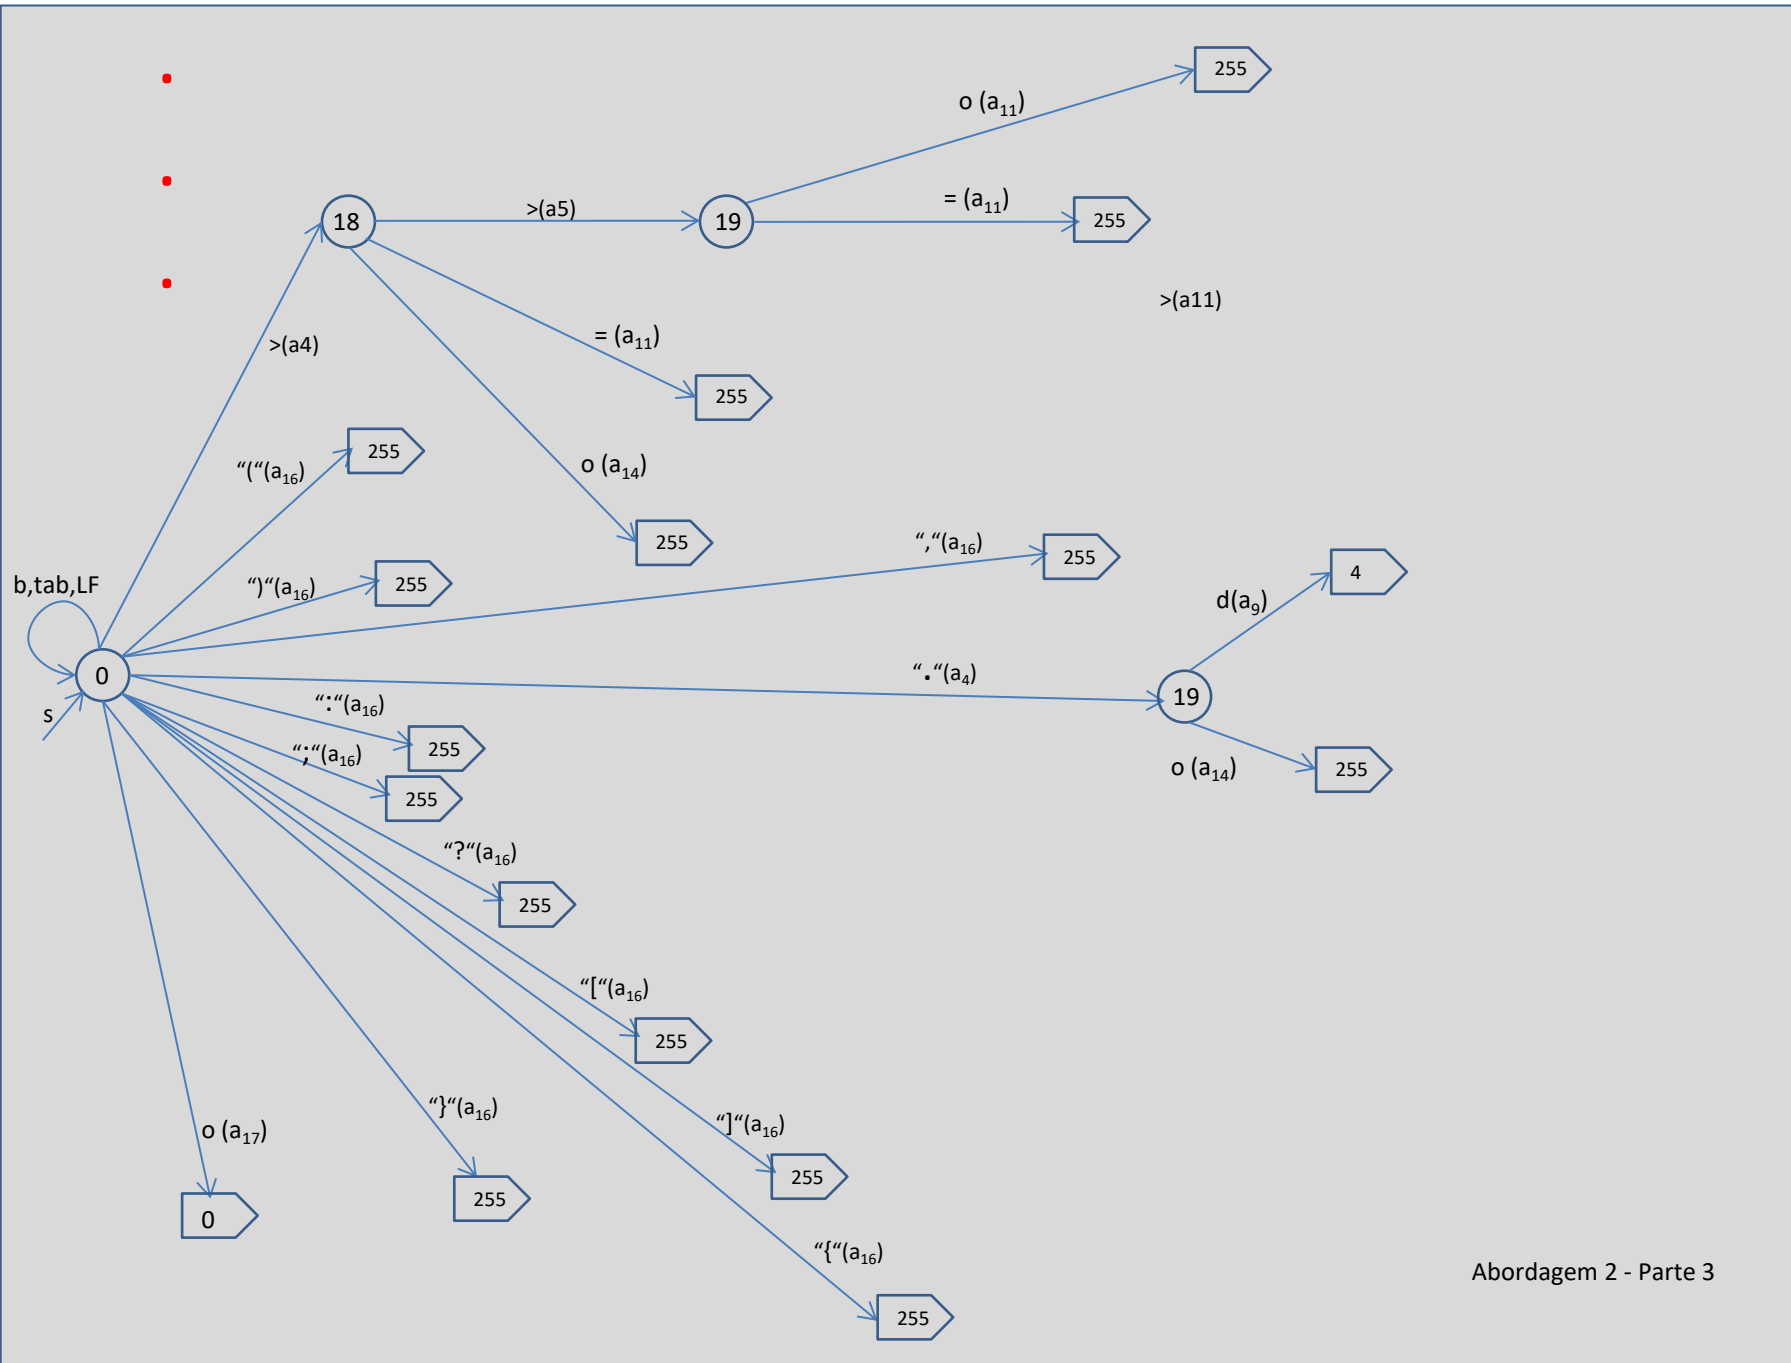 255
o (a11)
18
>(a5)
19
= (a11)
255
>(a11)
>(a4)
= (a11)
255
“(“(a16)
255
o (a14)
255
“,“(a16)
255
b,tab,LF
“)“(a16)
255
d(a9)
4
0
“.“(a4)
19
s
“:“(a16)
255
“;“(a16)
255
o (a14)
255
“?“(a16)
255
“[“(a16)
255
“}“(a16)
255
“]“(a16)
255
o (a17)
0
“{“(a16)
255
Abordagem 2 - Parte 3